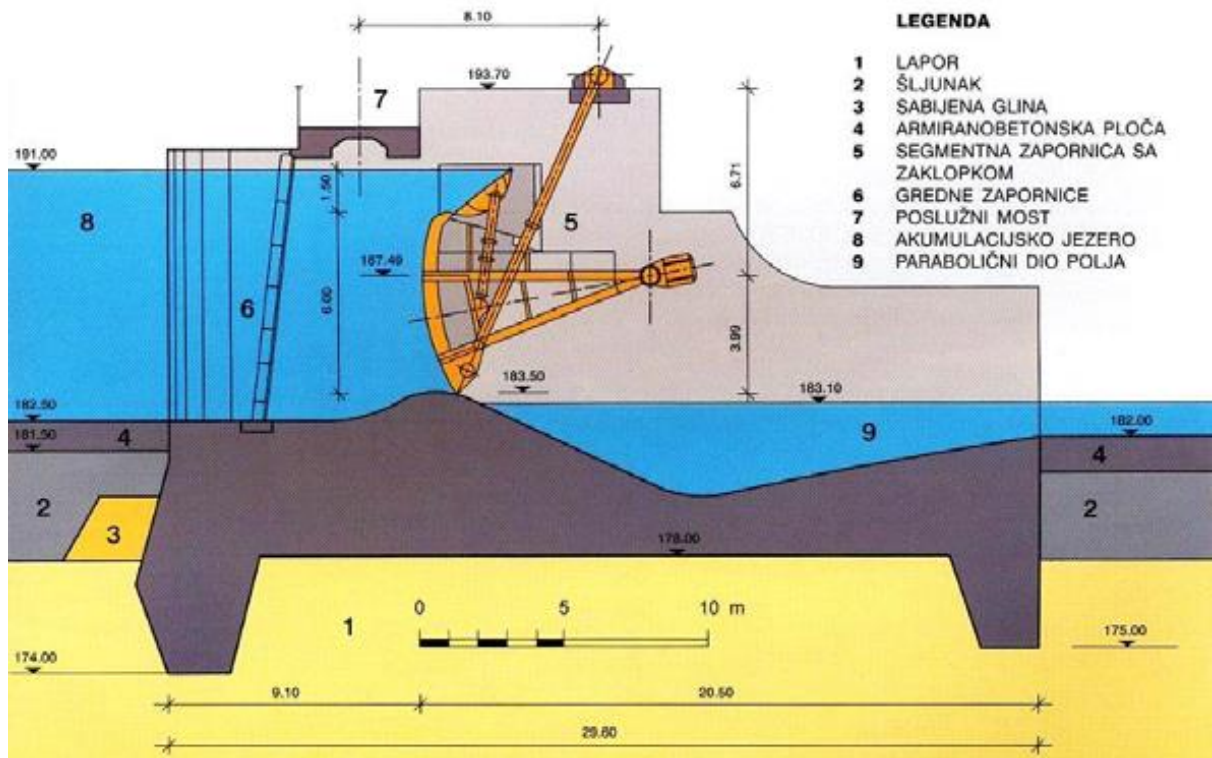 8.10
LEGENDA
1 LAPOR
2 ŠLJUNAK
3 SABIJENA GLINA
4 ARMIRANOBETONSKA PLOČA
5 SEGMENTNA ZAPORNICA SA
ZAKLOPKOM
6 GREDNE ZAPORNICE
7 POSLUŽNI MOST
8 AKUMULACIJSKO JEZERO
9 PARABOLIČNI DIO POLJA
193.70
7
191.00
1.50
6.71
8
5
187.49
6
6.00
3.99
183.50
183.10
182.50
182.00
4
9
4
181.50
2
2
3
178.00
0 5 10 m
1
175.00
174.00
9.10
20.50
29.60